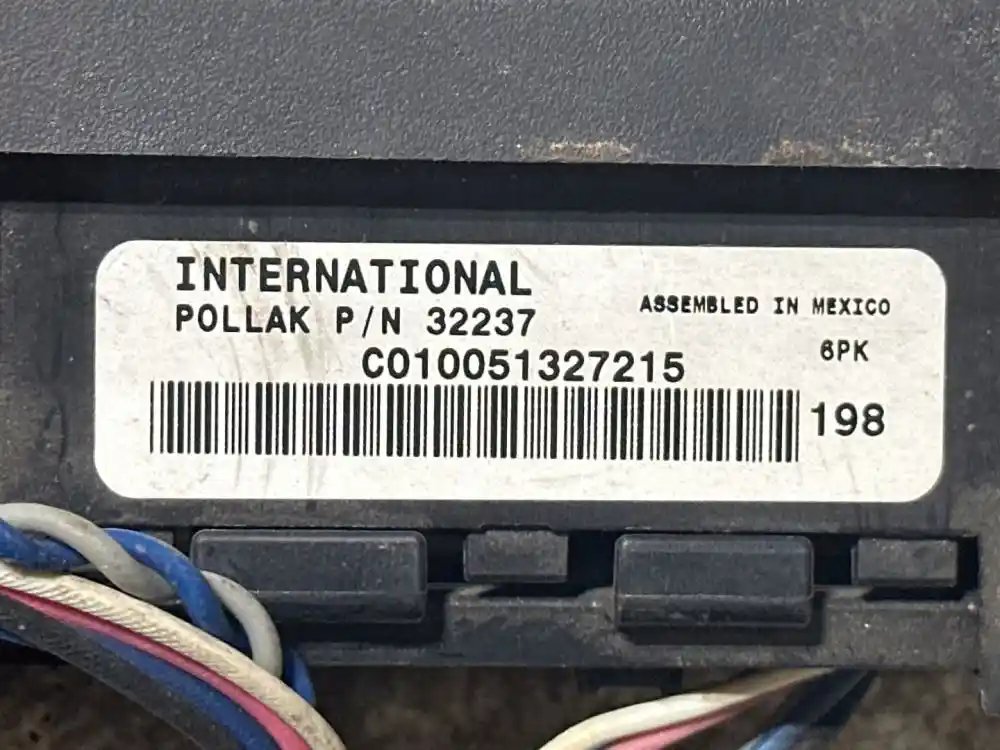 INTERNATIONAL
POLLAK P/N 32237
ASSEMBLED IN MEXICO
6PK
C010051327215
198